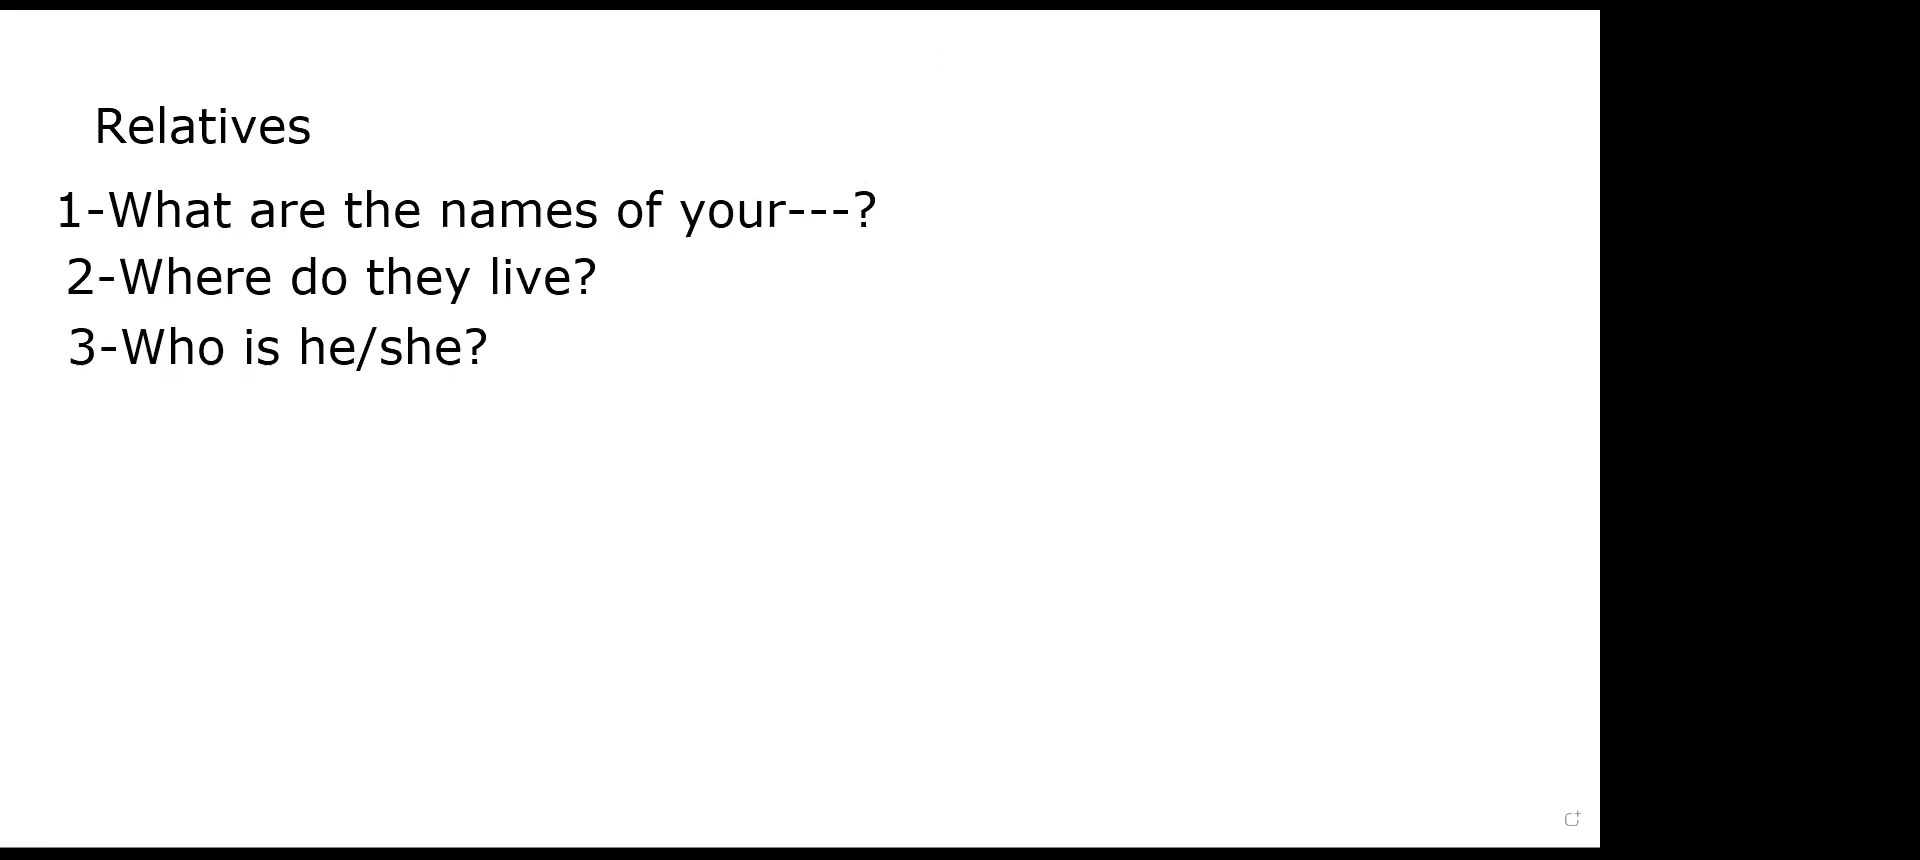 Relatives
1-What are the names of your---?
2-Where do they live?
3-Who is he/she?